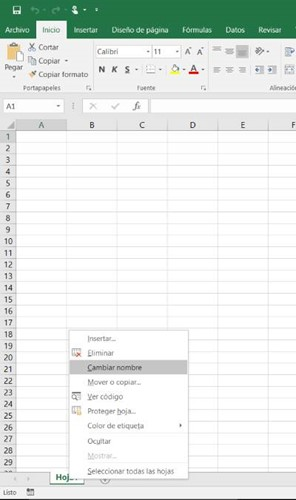 Archivo Inicio Insertar Diseño de página Fórmulas Datos Revisar
Pegar
Cortar
Copiar
Copiar formato
Portapapeles
Calibri 11
N K S
Fuente
Alineació
A1 fx
A B C D E F
1
2
3
4
5
6
7
8
9
10
11
12
13
14
15
16
17
18
19
20
21
22
23
24
25
26
27
28
Insertar...
Eliminar
Cambiar nombre
Mover o copiar...
Ver código
Proteger hoja...
Color de etiqueta
Ocultar
Mostrar...
Seleccionar todas las hojas
Listo